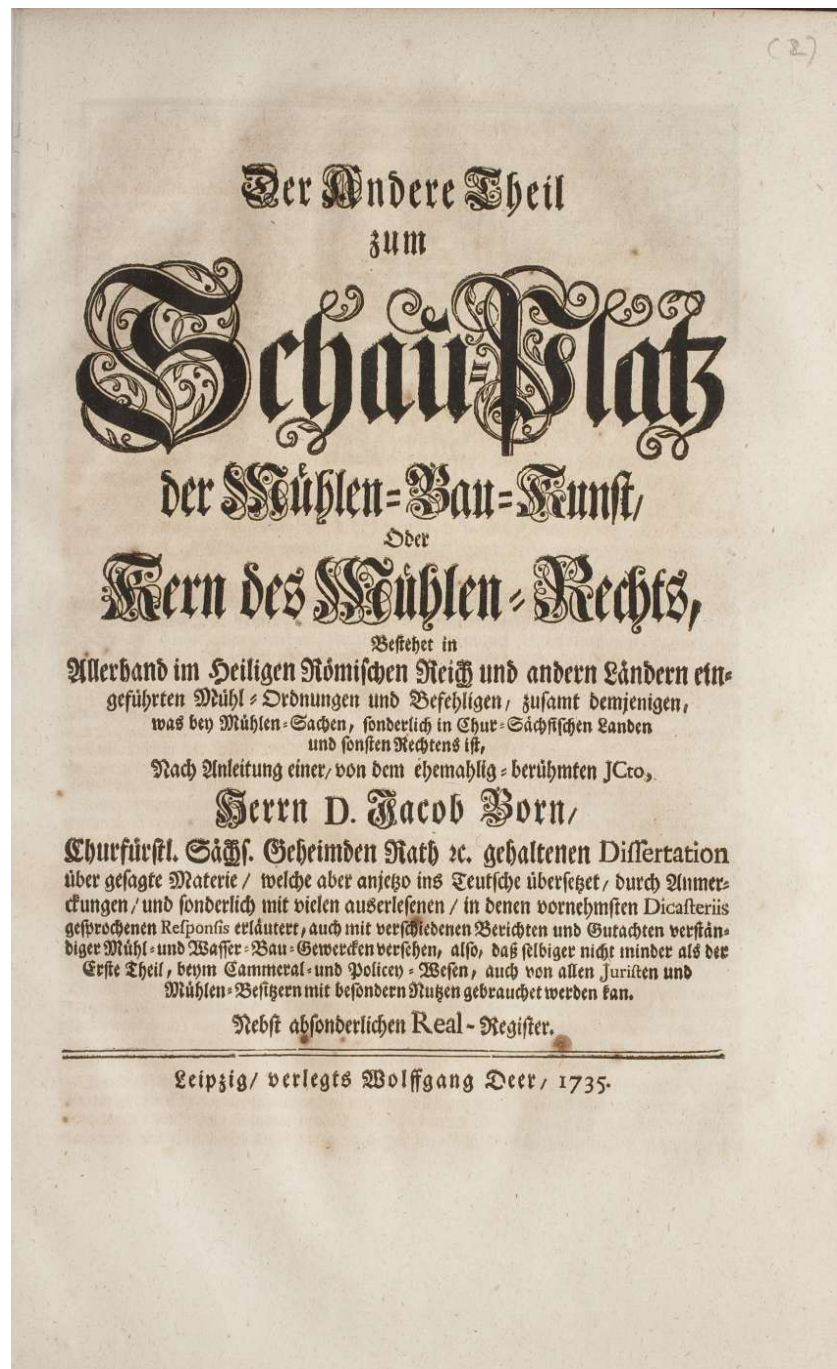 (2)
Der Andere Theil
zum
Schau=Platz
der Mühlen=Bau=Kunst/
Oder
Kern des Mühlen=Rechts,
Bestehet in
Allerhand im Heiligen Römischen Reich und andern Ländern ein=
geführten Mühl=Ordnungen und Befehligen/ zusamt demjenigen,
was bey Mühlen=Sachen, sonderlich in Chur=Sächsischen Landen
und sonsten Rechtens ist,
Nach Anleitung einer/ von dem ehemahlig=berühmten JCto,
Herrn D. Jacob Born/
Churfürstl. Sächs. Geheimden Rath ꝛc. gehaltenen Dissertation
über gesagte Materie/ welche aber anjetzo ins Teutsche übersetzet/ durch Anmer=
ckungen/ und sonderlich mit vielen auserlesenen/ in denen vornehmsten Dicasteriis
gesprochenen Responsis erläutert, auch mit verschiedenen Berichten und Gutachten verstän=
diger Mühl=und Wasser=Bau=Gewercken versehen, also, daß selbiger nicht minder als der
Erste Theil, beym Cammeral=und Policey=Wesen, auch von allen Juristen und
Mühlen=Besitzern mit besondern Nutzen gebrauchet werden kan.
Nebst absonderlichen Real-Register.
Leipzig/ verlegts Wolffgang Deer/ 1735.